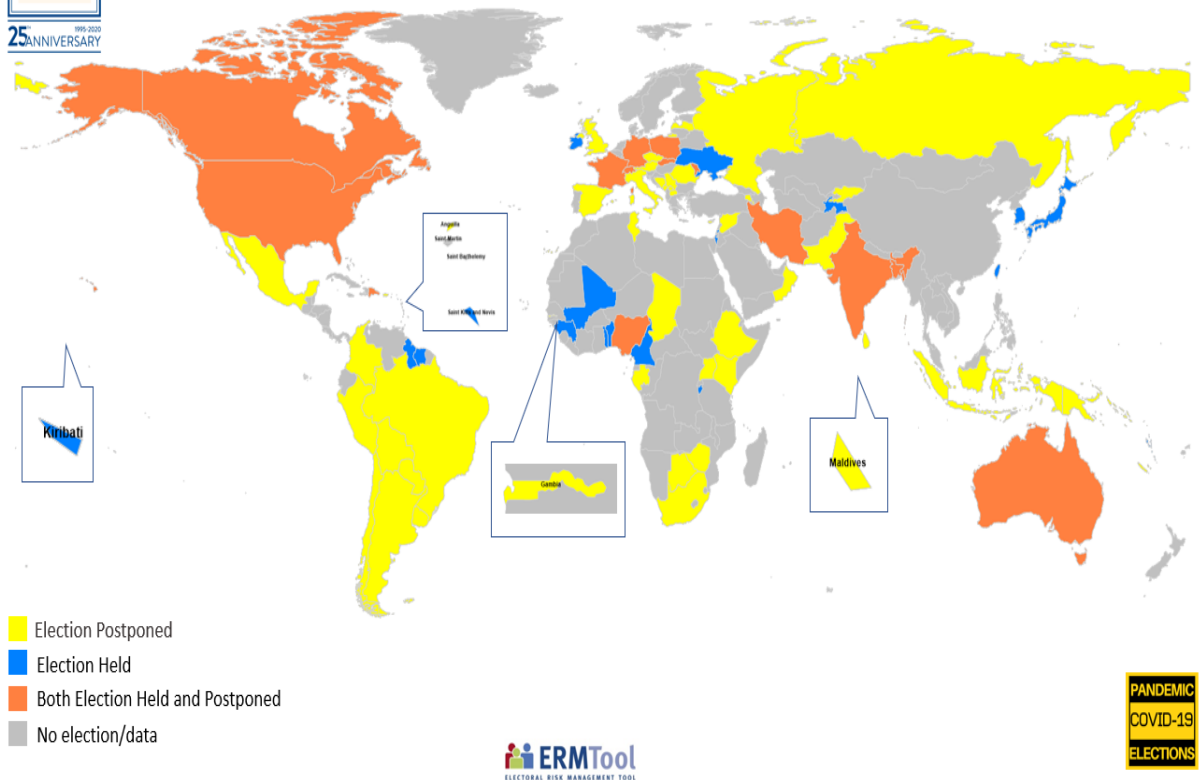 25TH 1995-2020
ANNIVERSARY
Anguilla
Saint Martin
Saint Barthelemy
Saint Kitts and Nevis
Kiribati
Gambia
Maldives
Election Postponed
Election Held
Both Election Held and Postponed
No election/data
PANDEMIC
COVID-19
ELECTIONS
ERMTool
ELECTORAL RISK MANAGEMENT TOOL